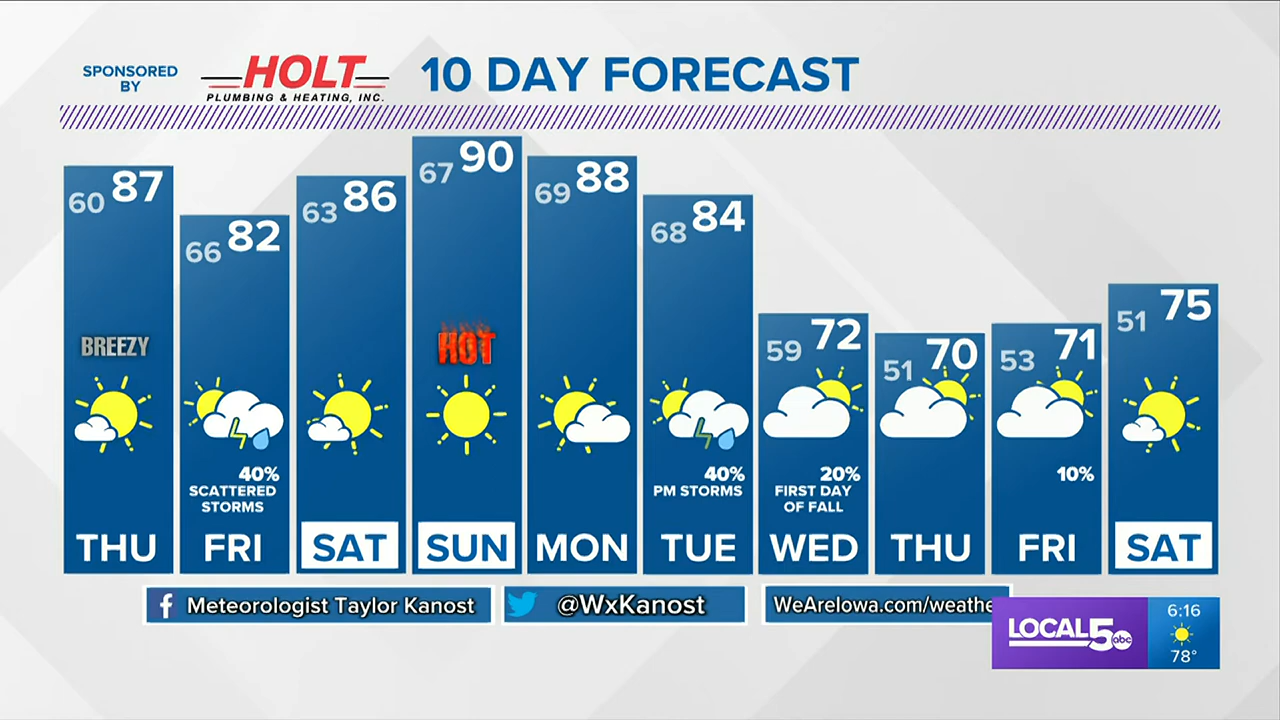 SPONSORED
BY
HOLT
PLUMBING & HEATING, INC.
10 DAY FORECAST
60 87
BREEZY
THU
66 82
40%
SCATTERED
STORMS
FRI
63 86
SAT
67 90
HOT
SUN
69 88
MON
68 84
40%
PM STORMS
TUE
59 72
20%
FIRST DAY
OF FALL
WED
51 70
THU
53 71
10%
FRI
51 75
SAT
f Meteorologist Taylor Kanost
@WxKanost
WeAreIowa.com/weathe
LOCAL 5 abc
6:16
78°